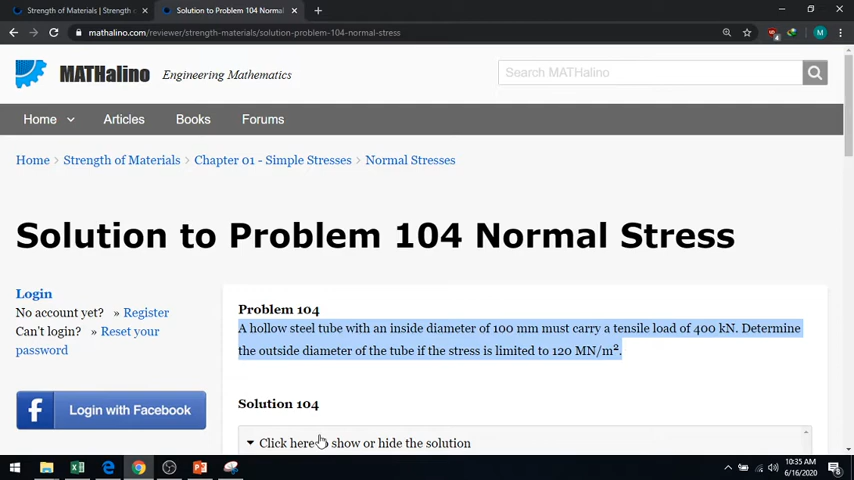 Strength of Materials | Strength o
Solution to Problem 104 Normal
mathalino.com/reviewer/strength-materials/solution-problem-104-normal-stress
M
MATHalino
Engineering Mathematics
Search MATHalino
Home
Articles
Books
Forums
Home > Strength of Materials > Chapter 01 - Simple Stresses > Normal Stresses
Solution to Problem 104 Normal Stress
Login
No account yet? » Register
Can't login? » Reset your
password
Login with Facebook
Problem 104
A hollow steel tube with an inside diameter of 100 mm must carry a tensile load of 400 kN. Determine
the outside diameter of the tube if the stress is limited to 120 MN/m².
Solution 104
Click here to show or hide the solution
10:35 AM
6/16/2020